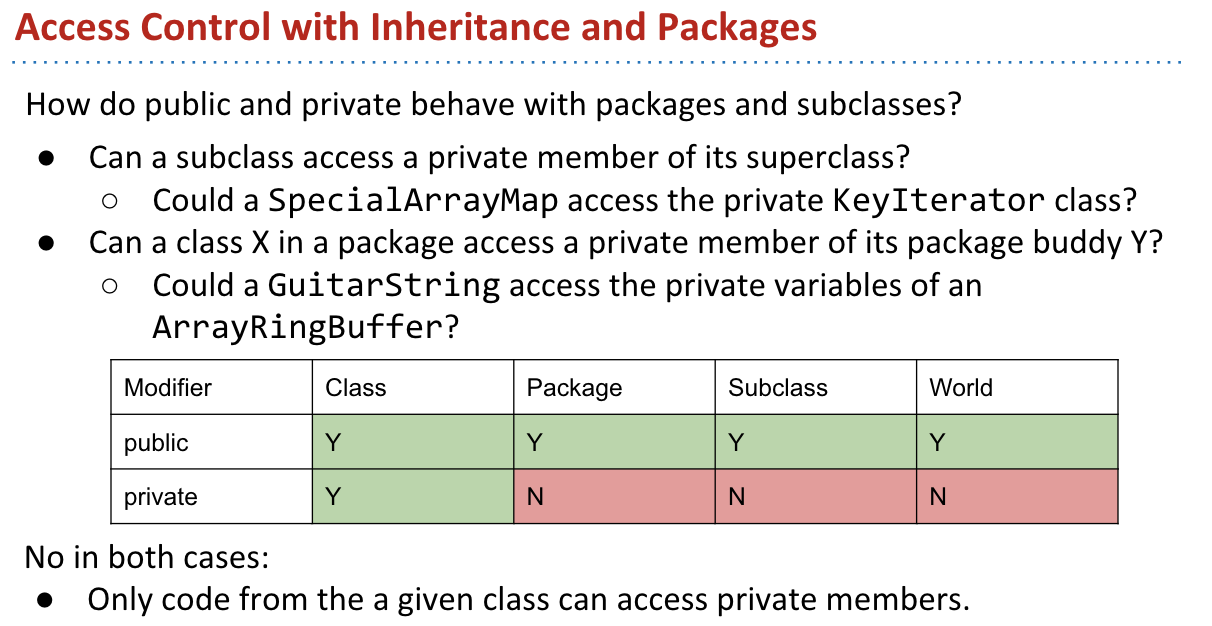 Access Control with Inheritance and Packages
How do public and private behave with packages and subclasses?
● Can a subclass access a private member of its superclass?
○ Could a SpecialArrayMap access the private KeyIterator class?
● Can a class X in a package access a private member of its package buddy Y?
○ Could a GuitarString access the private variables of an
ArrayRingBuffer?
Modifier Class Package Subclass World
public Y Y Y Y
private Y N N N
No in both cases:
● Only code from the a given class can access private members.